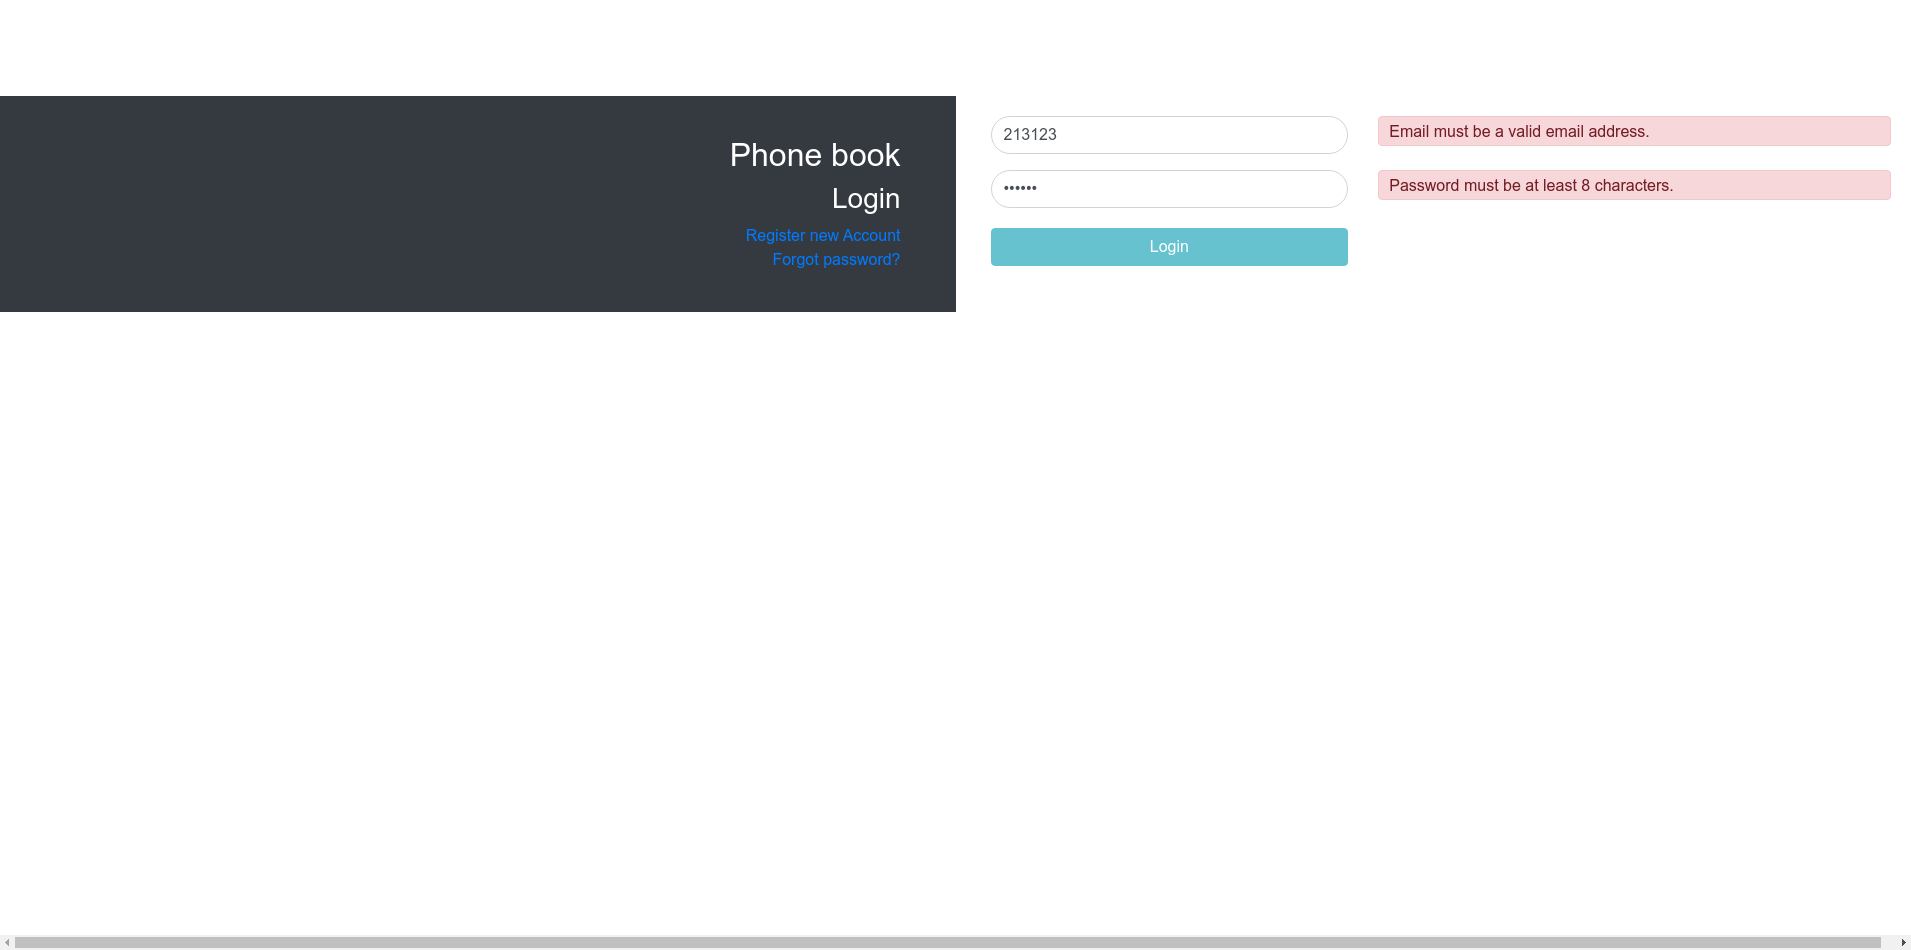 Phone book
Login
Register new Account
Forgot password?
213123
Email must be a valid email address.
••••••
Password must be at least 8 characters.
Login